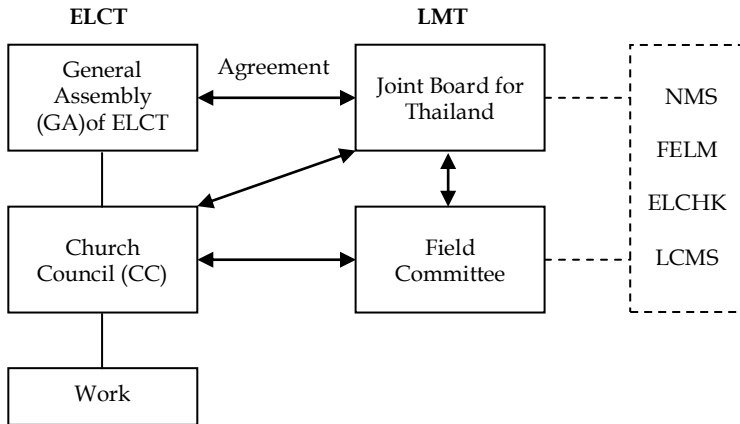 ELCT
LMT
General
Assembly
(GA)of ELCT
Agreement
Joint Board for
Thailand
NMS
FELM
ELCHK
LCMS
Church
Council (CC)
Field
Committee
Work